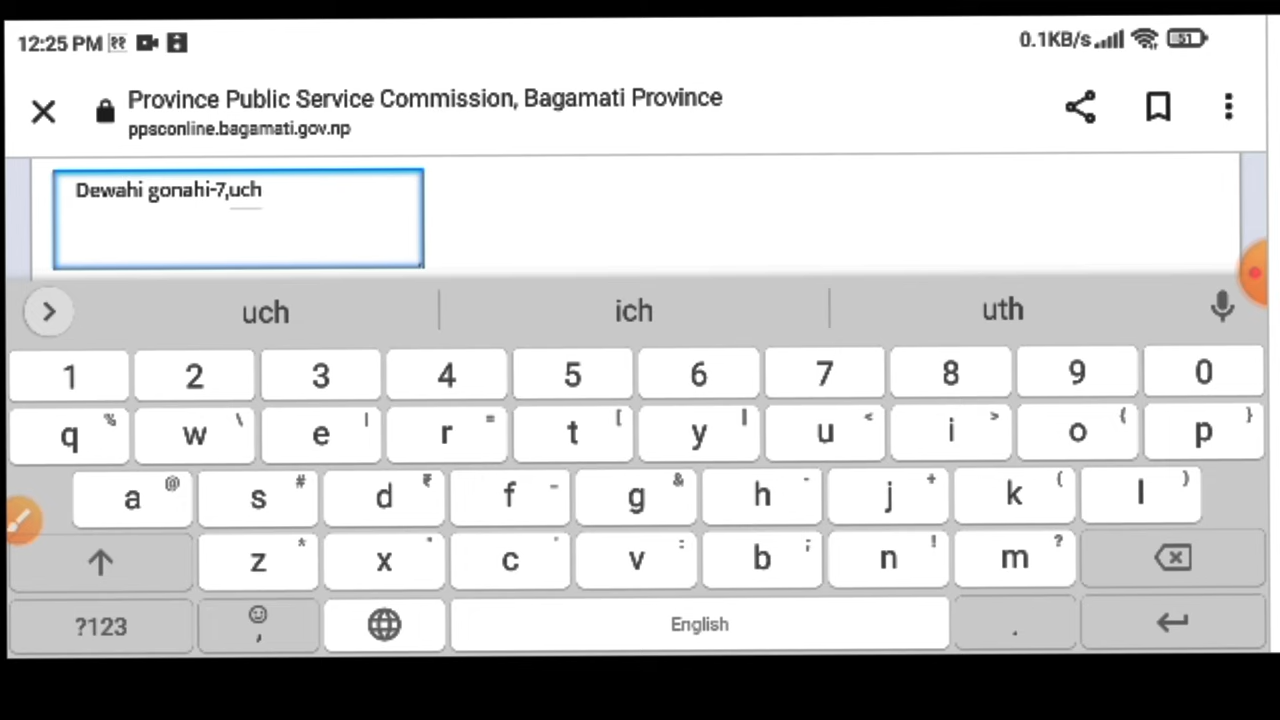 12:25 PM
0.1KB/s
51
Province Public Service Commission, Bagamati Province
ppsconline.bagamati.gov.np
Dewahi gonahi-7,uch
uch ich uth
1 2 3 4 5 6 7 8 9 0
q w e r t y u i o p
% \ | = [ ] < > { }
a s d f g h j k l
@ # ₹ & - + ( )
z x c v b n m
* : ; ! ?
?123 , English .